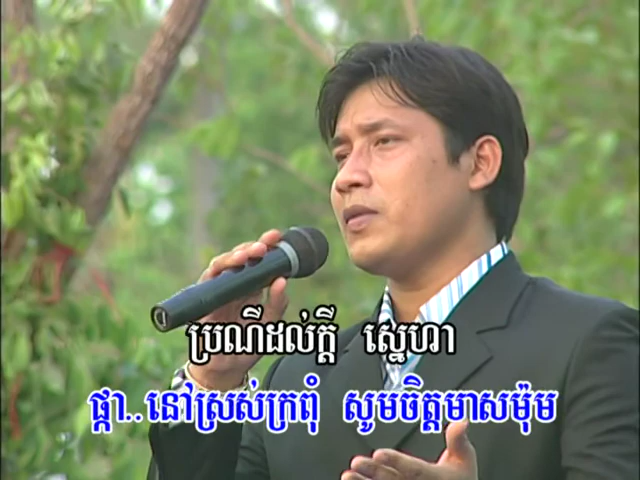 ប្រណីដល់ក្ដី ស្នេហា
ផ្កា..នៅស្រស់ក្រពុំ សូមចិត្តមាសម៉ុម